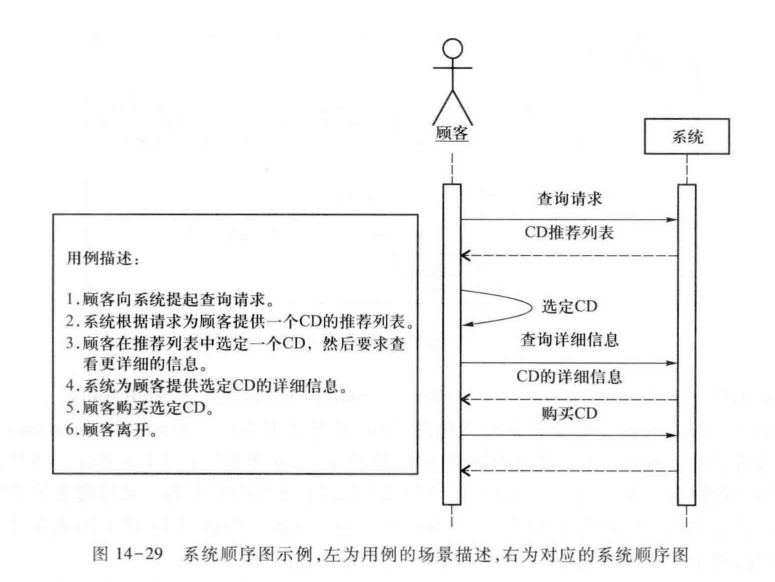 顾客
系统
查询请求
CD推荐列表
选定CD
查询详细信息
CD的详细信息
购买CD
用例描述：
1.顾客向系统提起查询请求。
2.系统根据请求为顾客提供一个CD的推荐列表。
3.顾客在推荐列表中选定一个CD，然后要求查
看更详细的信息。
4.系统为顾客提供选定CD的详细信息。
5.顾客购买选定CD。
6.顾客离开。
图 14-29 系统顺序图示例,左为用例的场景描述,右为对应的系统顺序图